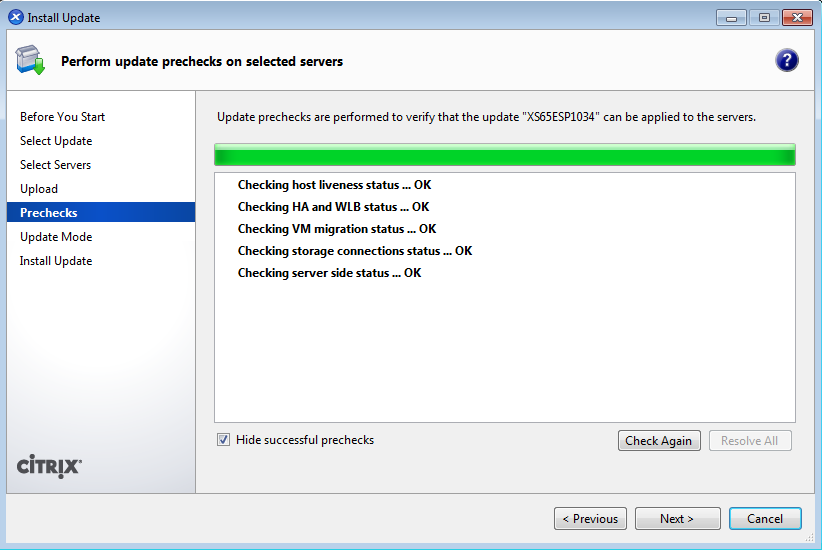 Install Update
Perform update prechecks on selected servers
?
Before You Start
Select Update
Select Servers
Upload
Prechecks
Update Mode
Install Update
CITRIX
Update prechecks are performed to verify that the update "XS65ESP1034" can be applied to the servers.
Checking host liveness status ... OK
Checking HA and WLB status ... OK
Checking VM migration status ... OK
Checking storage connections status ... OK
Checking server side status ... OK
Hide successful prechecks
Check Again
Resolve All
< Previous
Next >
Cancel